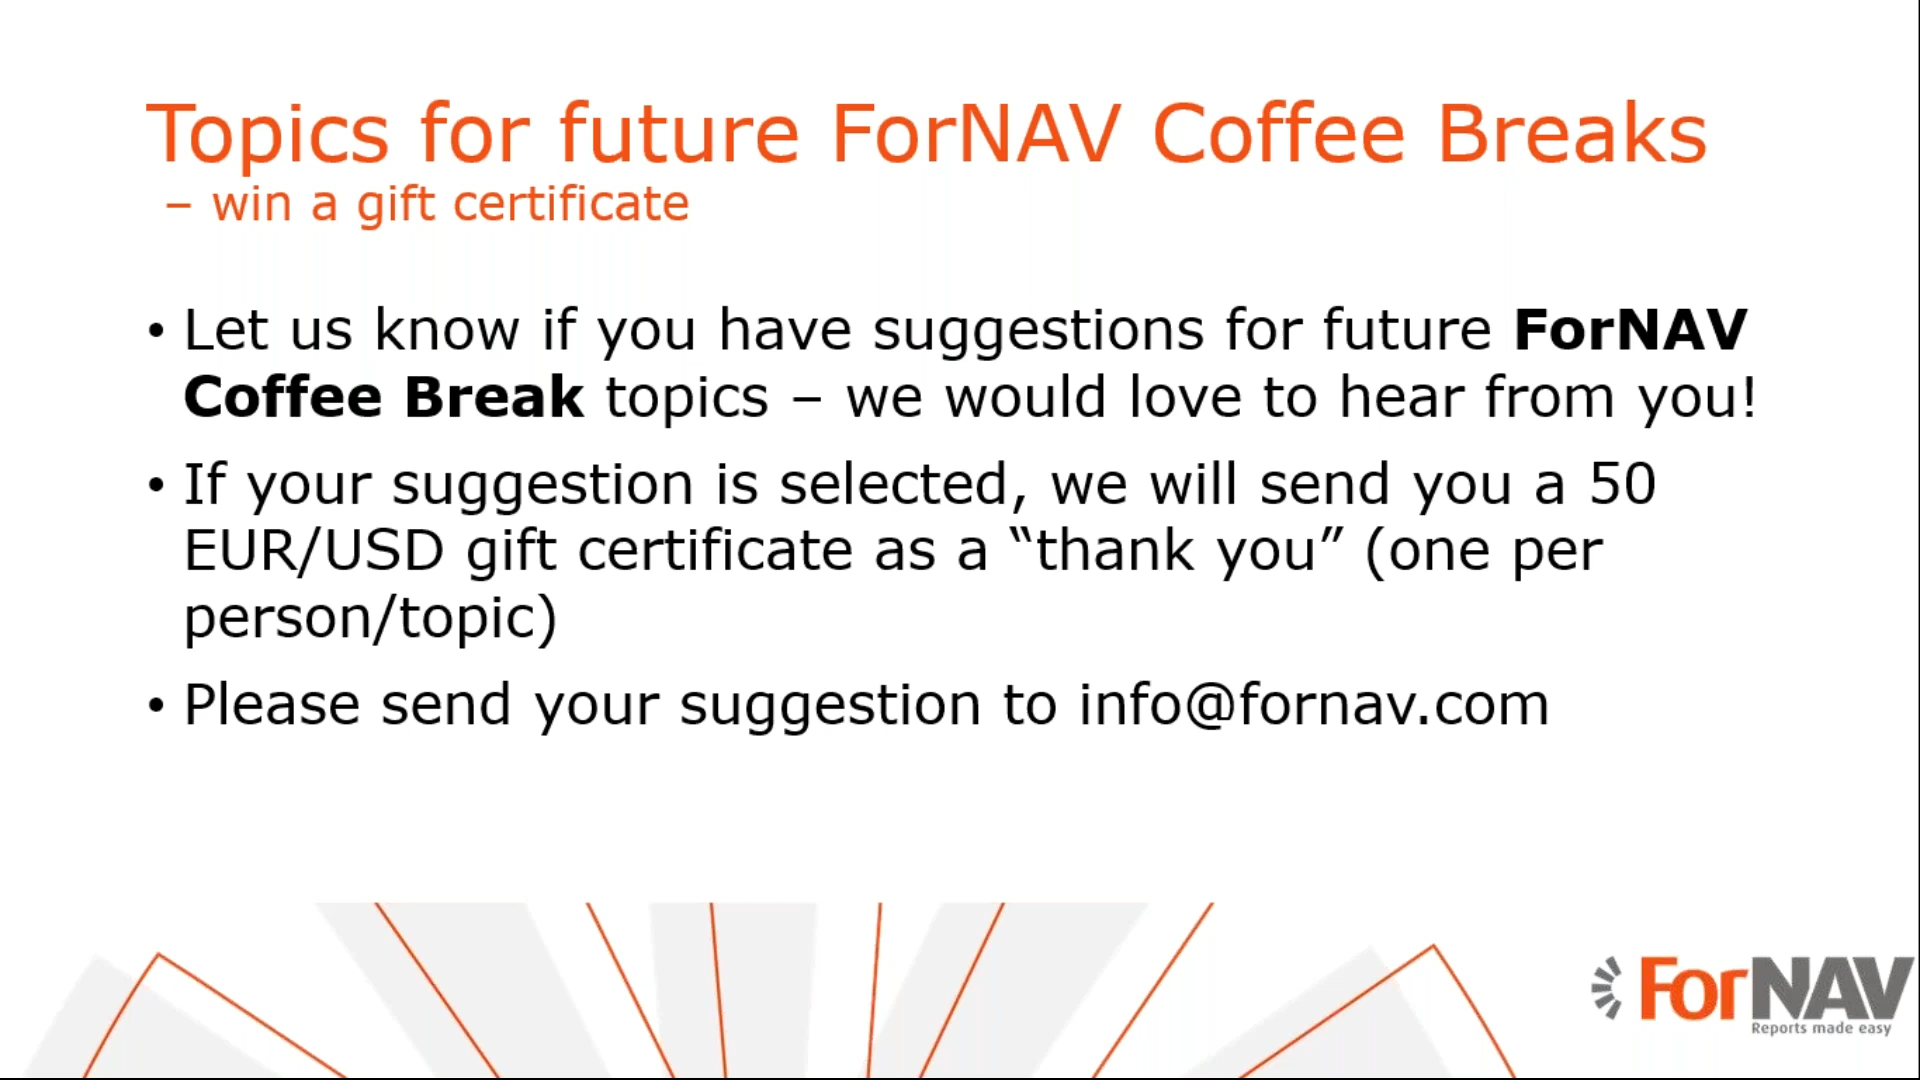 Topics for future ForNAV Coffee Breaks
– win a gift certificate
• Let us know if you have suggestions for future ForNAV
Coffee Break topics – we would love to hear from you!
• If your suggestion is selected, we will send you a 50
EUR/USD gift certificate as a “thank you” (one per
person/topic)
• Please send your suggestion to info@fornav.com
ForNAV
Reports made easy